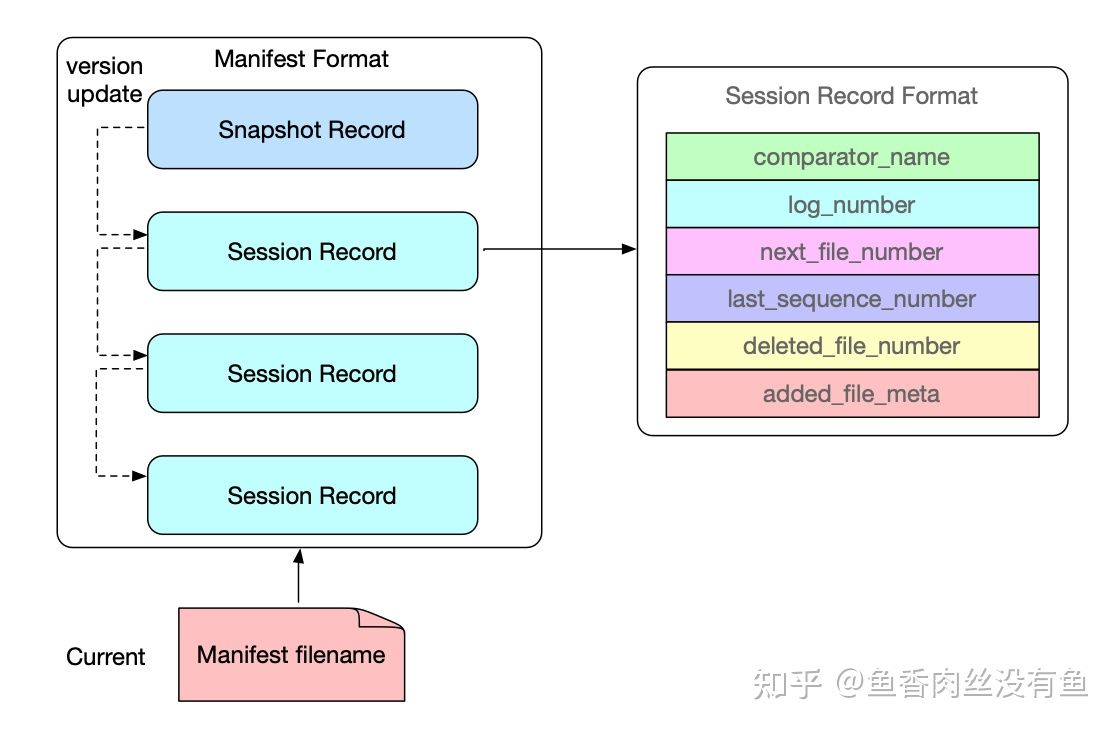 Manifest Format
version
update
Snapshot Record
Session Record
Session Record
Session Record
Current
Manifest filename
Session Record Format
comparator_name
log_number
next_file_number
last_sequence_number
deleted_file_number
added_file_meta
知乎 @鱼香肉丝没有鱼